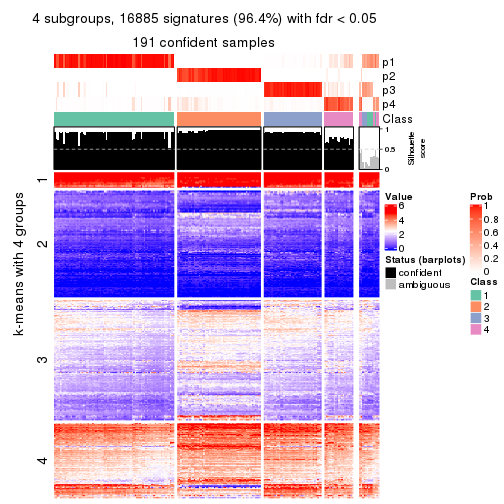 4 subgroups, 16885 signatures (96.4%) with fdr < 0.05
191 confident samples
p1
p2
p3
p4
Class
1
0.5
0
Silhouette
score
k-means with 4 groups
1
2
3
4
Value
6
4
2
0
Status (barplots)
confident
ambiguous
Prob
1
0.8
0.6
0.4
0.2
0
Class
1
2
3
4